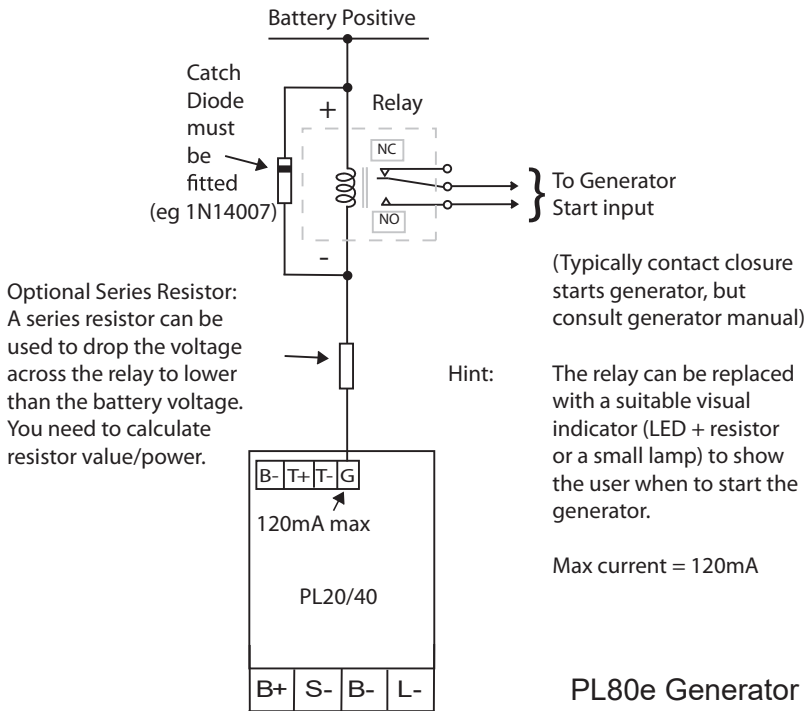 Battery Positive
Catch
Diode
must
be
fitted
(eg 1N14007)
+
Relay
NC
NO
-
To Generator
Start input
(Typically contact closure
starts generator, but
consult generator manual)
Optional Series Resistor:
A series resistor can be
used to drop the voltage
across the relay to lower
than the battery voltage.
You need to calculate
resistor value/power.
Hint:
The relay can be replaced
with a suitable visual
indicator (LED + resistor
or a small lamp) to show
the user when to start the
generator.
Max current = 120mA
B- T+ T- G
120mA max
PL20/40
B+ S- B- L-
PL80e Generator